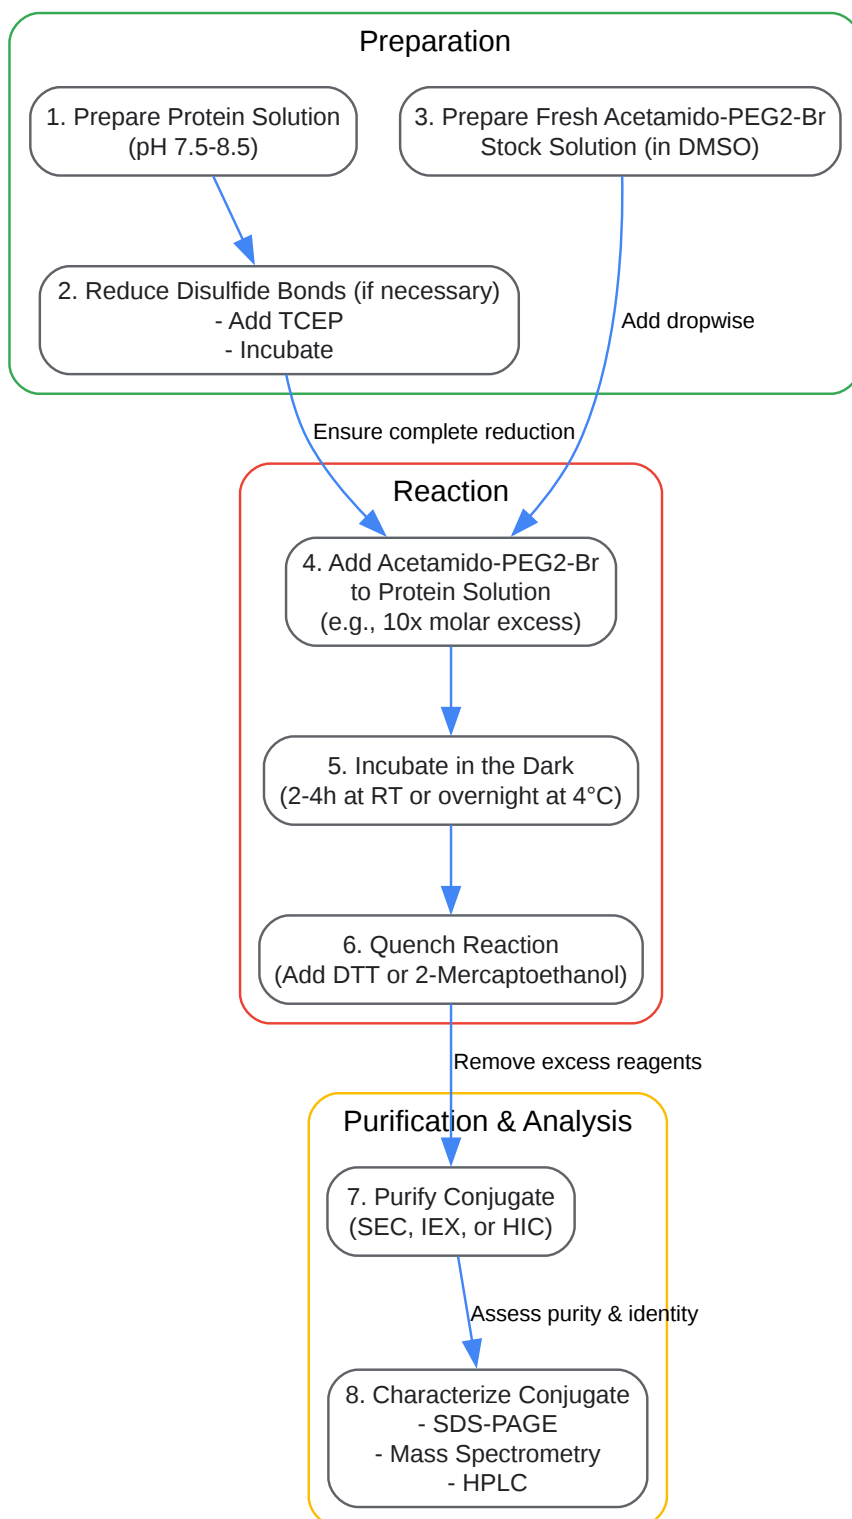 Preparation
1. Prepare Protein Solution
(pH 7.5-8.5)
3. Prepare Fresh Acetamido-PEG2-Br
Stock Solution (in DMSO)
2. Reduce Disulfide Bonds (if necessary)
- Add TCEP
- Incubate
Add dropwise
Ensure complete reduction
Reaction
4. Add Acetamido-PEG2-Br
to Protein Solution
(e.g., 10x molar excess)
5. Incubate in the Dark
(2-4h at RT or overnight at 4°C)
6. Quench Reaction
(Add DTT or 2-Mercaptoethanol)
Remove excess reagents
Purification & Analysis
7. Purify Conjugate
(SEC, IEX, or HIC)
Assess purity & identity
8. Characterize Conjugate
- SDS-PAGE
- Mass Spectrometry
- HPLC